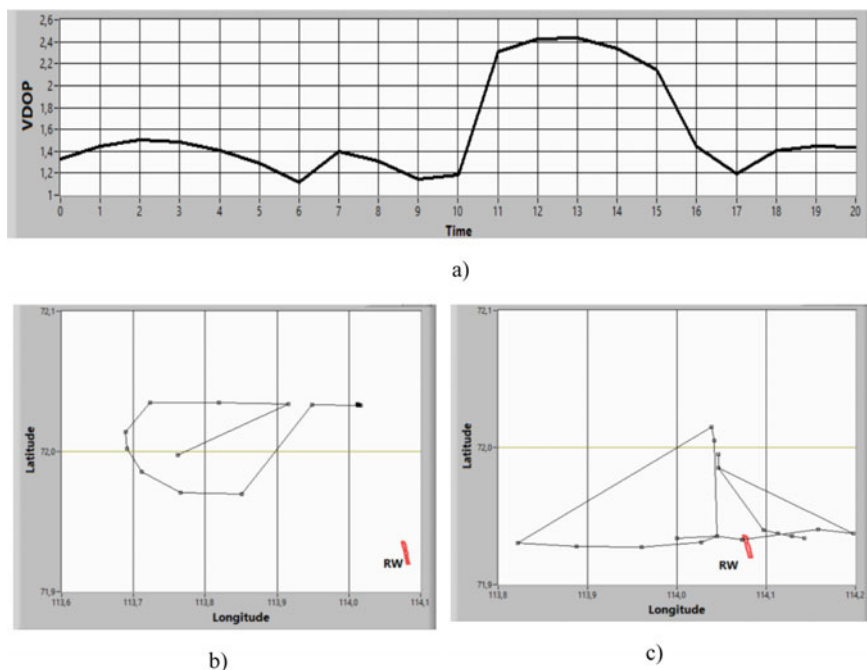 2,6
2,4
2,2
2
1,8
1,6
1,4
1,2
1
VDOP
0 1 2 3 4 5 6 7 8 9 10 11 12 13 14 15 16 17 18 19 20
Time
a)
72,1
72,0
71,9
Latitude
RW
113,6 113,7 113,8 113,9 114,0 114,1
Longitude
b)
72,1
72,0
71,9
Latitude
RW
113,8 113,9 114,0 114,1 114,2
Longitude
c)